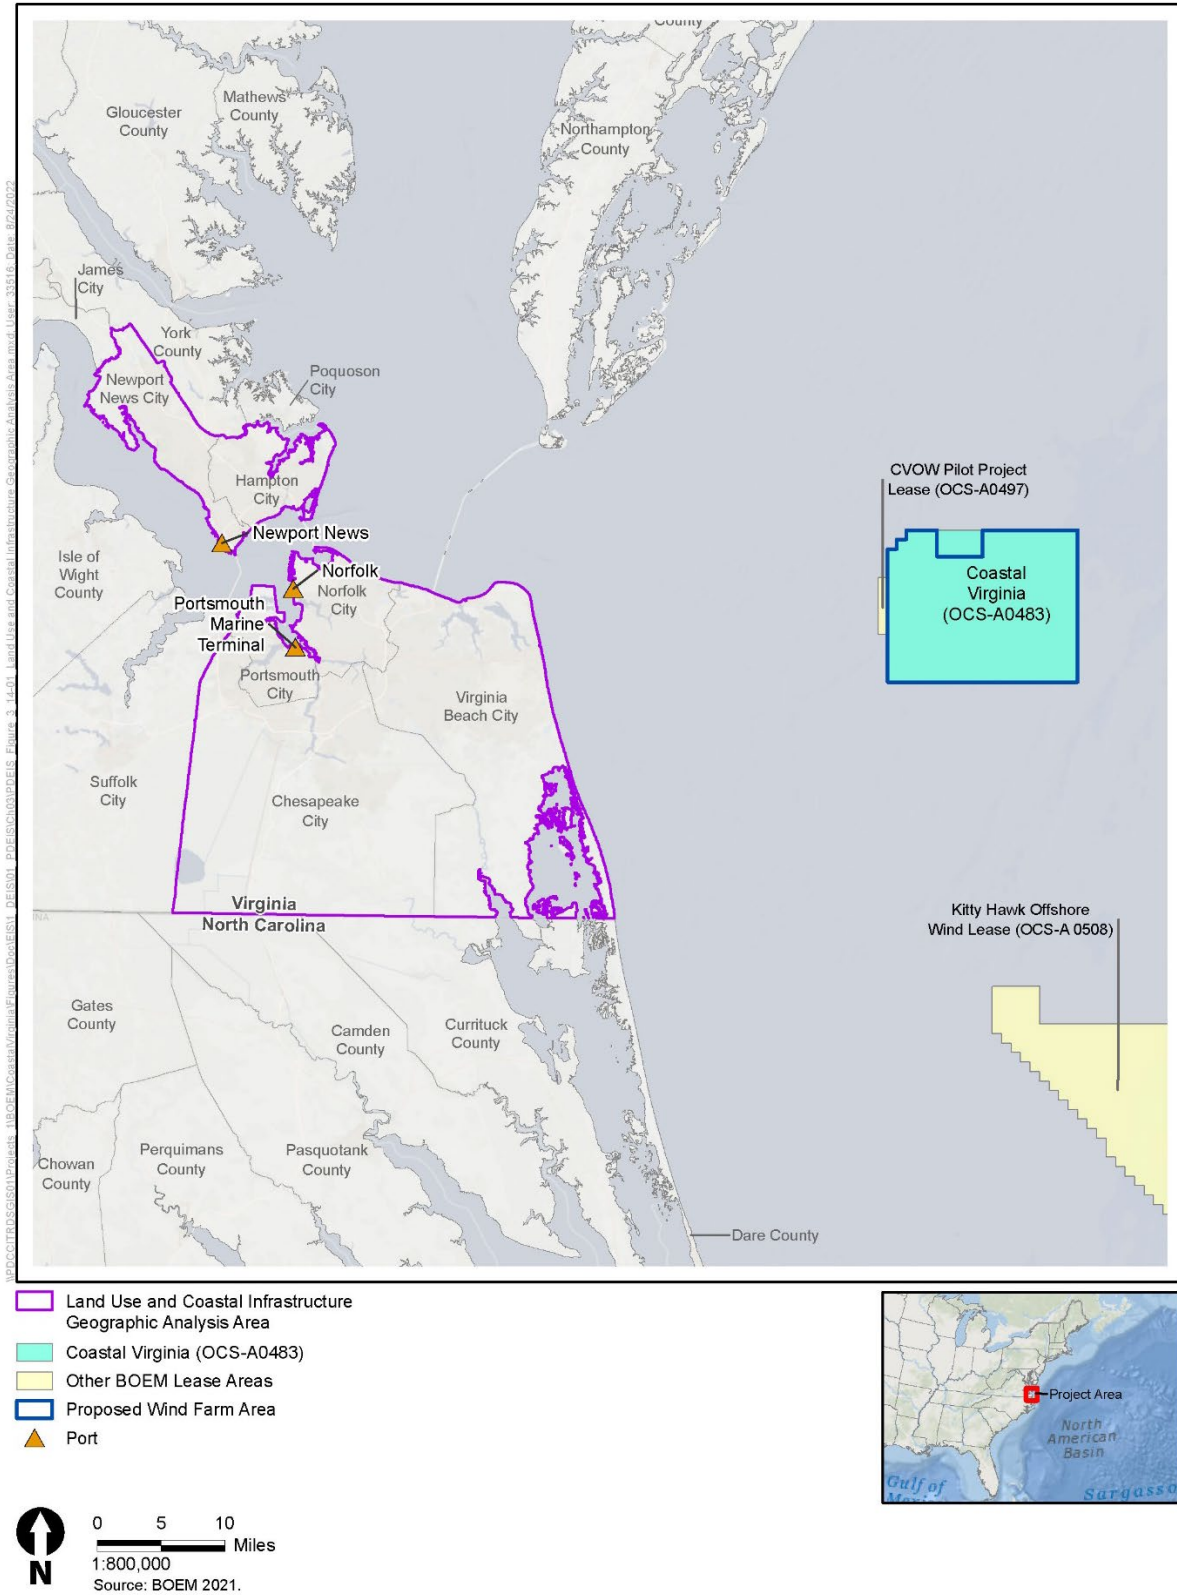 County
Mathews
County
Gloucester
County
Northampton
County
James
City
York
County
Poquoson
City
Newport
News City
Hampton
City
CVOW Pilot Project
Lease (OCS-A0497)
Newport News
Isle of
Wight
County
Norfolk
Norfolk
City
Portsmouth
Marine
Terminal
Coastal
Virginia
(OCS-A0483)
Portsmouth
City
Virginia
Beach City
Suffolk
City
Chesapeake
City
Virginia
North Carolina
INA
Kitty Hawk Offshore
Wind Lease (OCS-A 0508)
Gates
County
Camden
County
Currituck
County
Chowan
County
Perquimans
County
Pasquotank
County
Dare County
Land Use and Coastal Infrastructure
Geographic Analysis Area
Coastal Virginia (OCS-A0483)
Other BOEM Lease Areas
Proposed Wind Farm Area
Port
Project Area
North
American
Basin
Gulf of
Sargasso
N
0 5 10
Miles
1:800,000
Source: BOEM 2021.